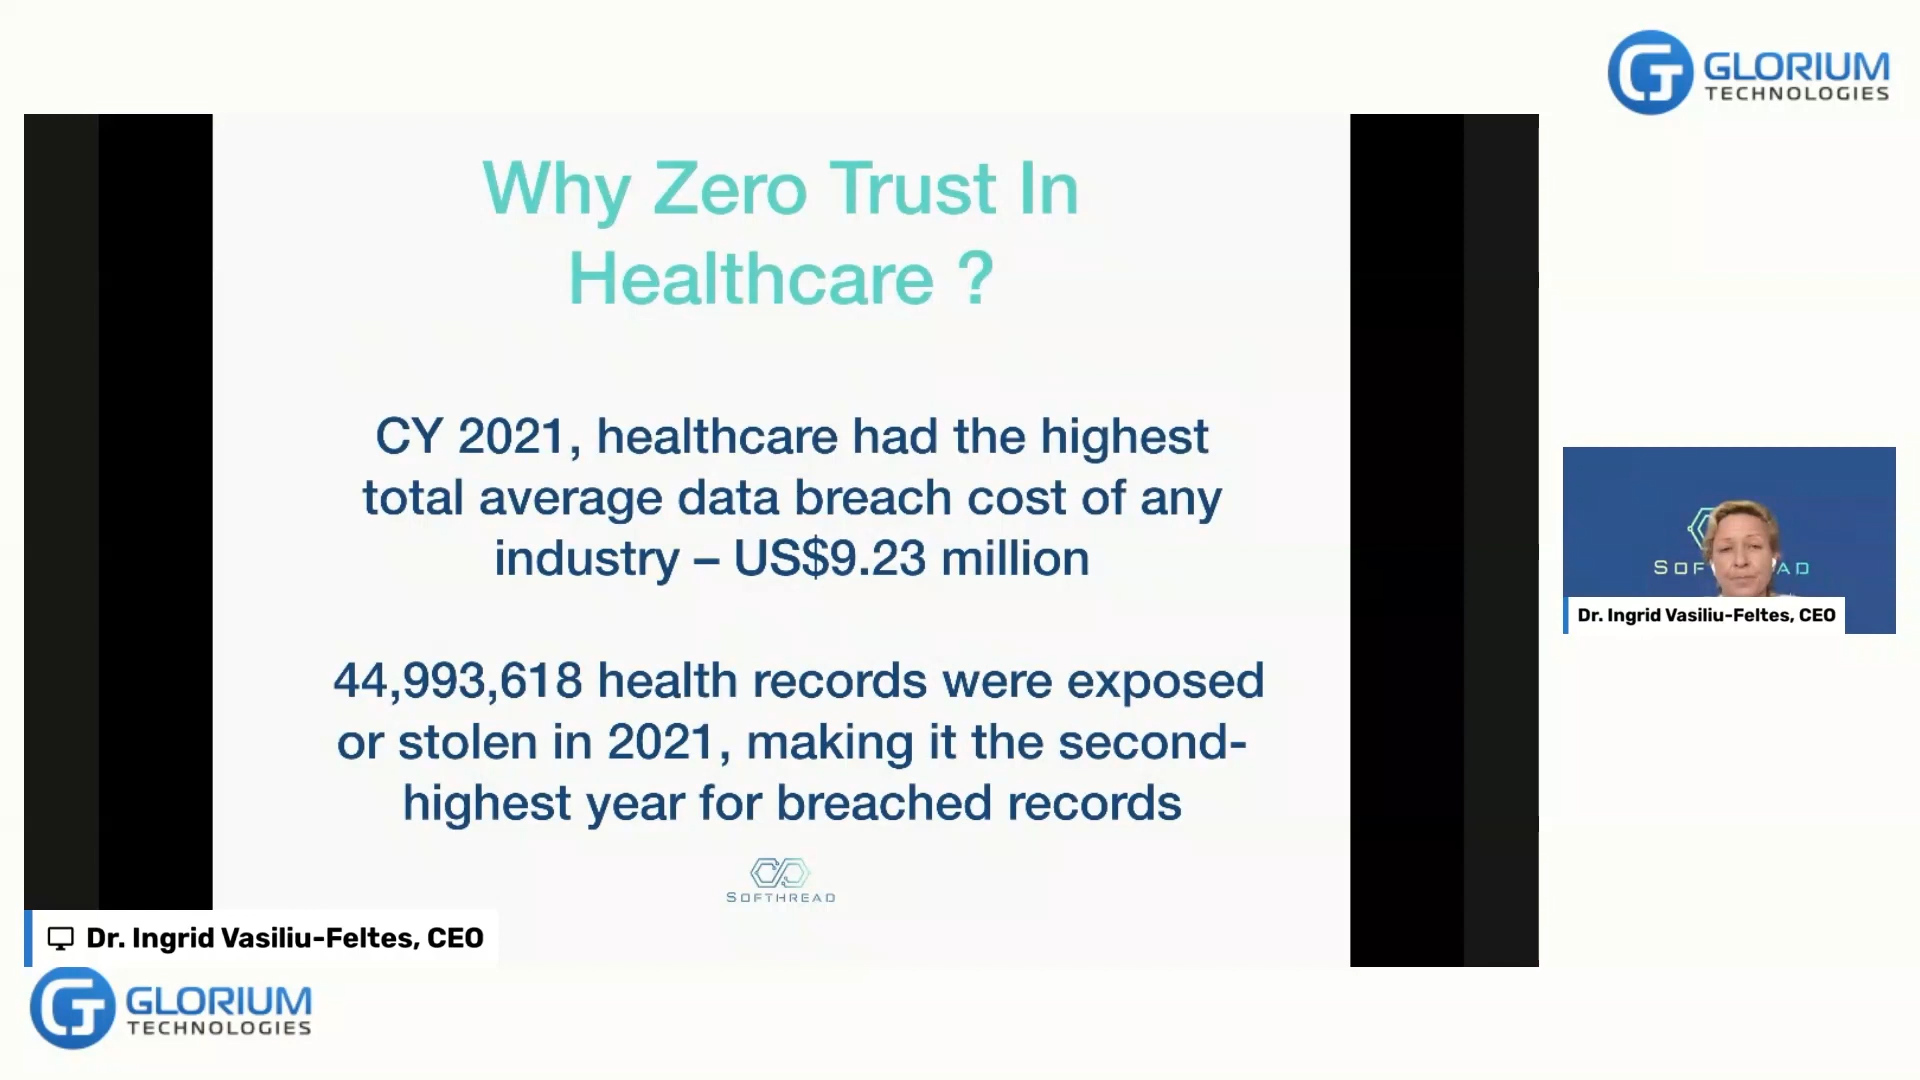 GLORIUM
TECHNOLOGIES
Why Zero Trust In
Healthcare ?
CY 2021, healthcare had the highest
total average data breach cost of any
industry – US$9.23 million
44,993,618 health records were exposed
or stolen in 2021, making it the second-
highest year for breached records
SOFTHREAD
Dr. Ingrid Vasiliu-Feltes, CEO
SOF AD
Dr. Ingrid Vasiliu-Feltes, CEO
GLORIUM
TECHNOLOGIES